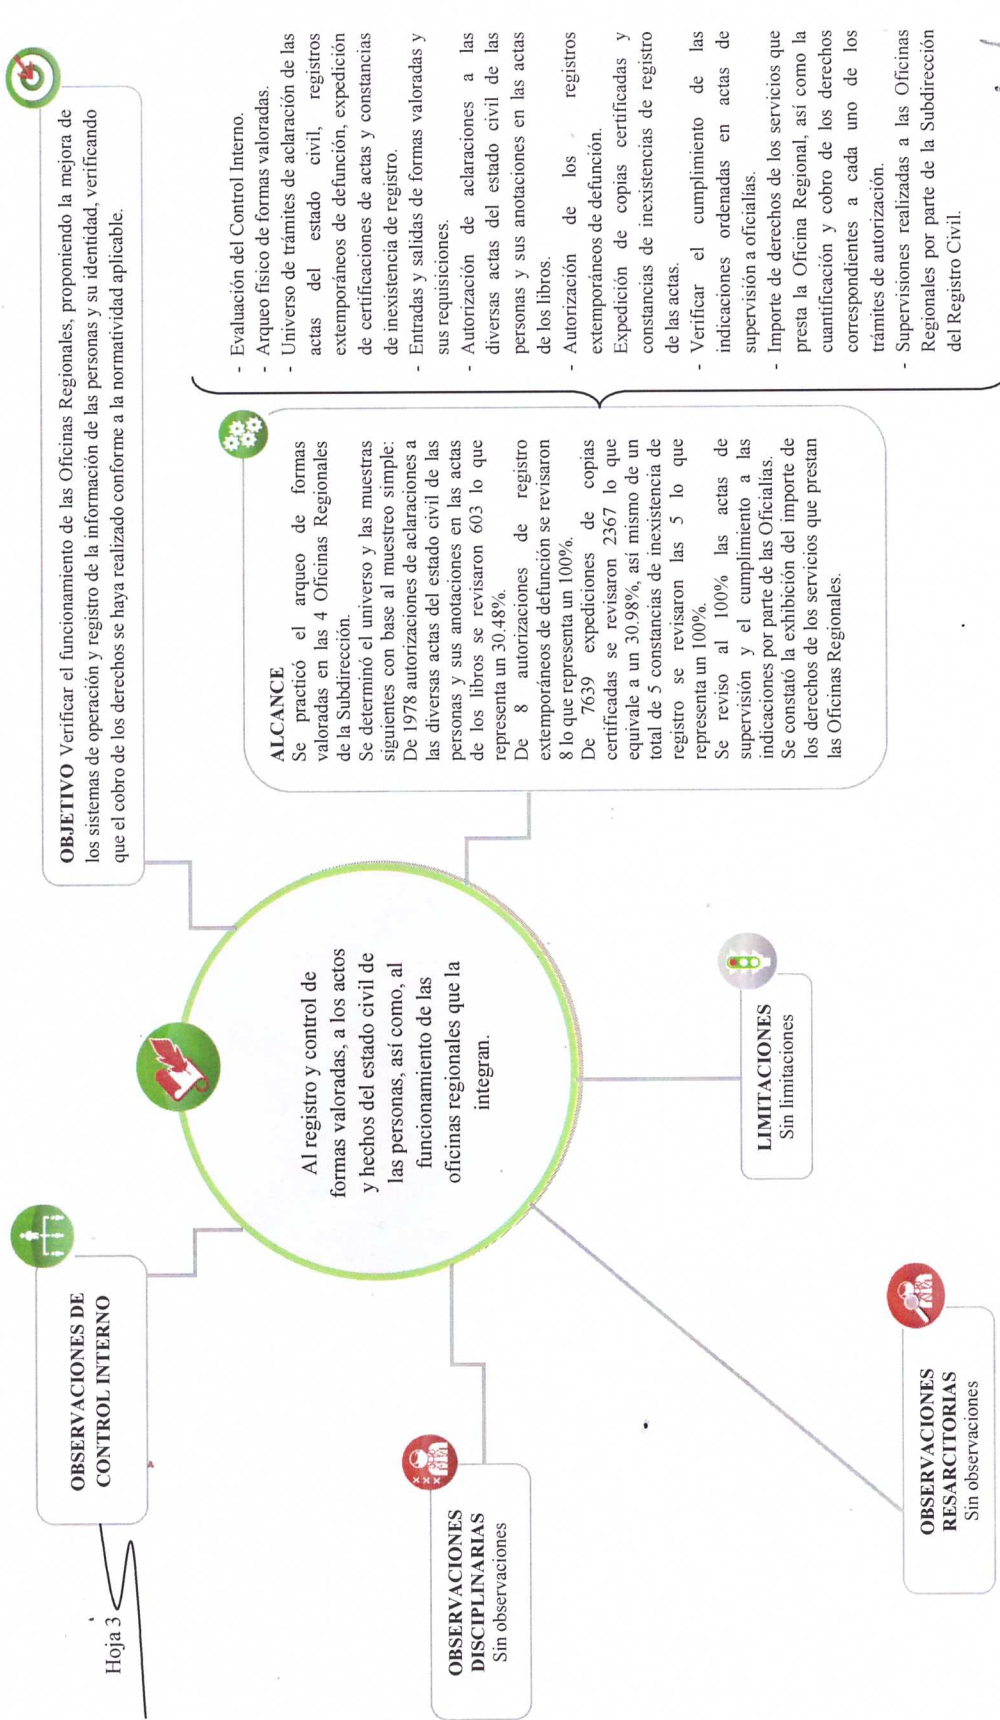 Hoja 3
OBSERVACIONES DE
CONTROL INTERNO
OBJETIVO Verificar el funcionamiento de las Oficinas Regionales, proponiendo la mejora de
los sistemas de operación y registro de la información de las personas y su identidad, verificando
que el cobro de los derechos se haya realizado conforme a la normatividad aplicable.
Al registro y control de
formas valoradas, a los actos
y hechos del estado civil de
las personas, así como, al
funcionamiento de las
oficinas regionales que la
integran.
ALCANCE
Se practicó el arqueo de formas
valoradas en las 4 Oficinas Regionales
de la Subdirección.
Se determinó el universo y las muestras
siguientes con base al muestreo simple:
De 1978 autorizaciones de aclaraciones a
las diversas actas del estado civil de las
personas y sus anotaciones en las actas
de los libros se revisaron 603 lo que
representa un 30.48%.
De 8 autorizaciones de registro
extemporáneos de defunción se revisaron
8 lo que representa un 100%.
De 7639 expediciones de copias
certificadas se revisaron 2367 lo que
equivale a un 30.98%, así mismo de un
total de 5 constancias de inexistencia de
registro se revisaron las 5 lo que
representa un 100%.
Se reviso al 100% las actas de
supervisión y el cumplimiento a las
indicaciones por parte de las Oficialías.
Se constató la exhibición del importe de
los derechos de los servicios que prestan
las Oficinas Regionales.
- Evaluación del Control Interno.
- Arqueo físico de formas valoradas.
- Universo de trámites de aclaración de las
actas del estado civil, registros
extemporáneos de defunción, expedición
de certificaciones de actas y constancias
de inexistencia de registro.
- Entradas y salidas de formas valoradas y
sus requisiciones.
- Autorización de aclaraciones a las
diversas actas del estado civil de las
personas y sus anotaciones en las actas
de los libros.
- Autorización de los registros
extemporáneos de defunción.
Expedición de copias certificadas y
constancias de inexistencias de registro
de las actas.
- Verificar el cumplimiento de las
indicaciones ordenadas en actas de
supervisión a oficialías.
- Importe de derechos de los servicios que
presta la Oficina Regional, así como la
cuantificación y cobro de los derechos
correspondientes a cada uno de los
trámites de autorización.
- Supervisiones realizadas a las Oficinas
Regionales por parte de la Subdirección
del Registro Civil.
OBSERVACIONES
DISCIPLINARIAS
Sin observaciones
LIMITACIONES
Sin limitaciones
OBSERVACIONES
RESARCITORIAS
Sin observaciones